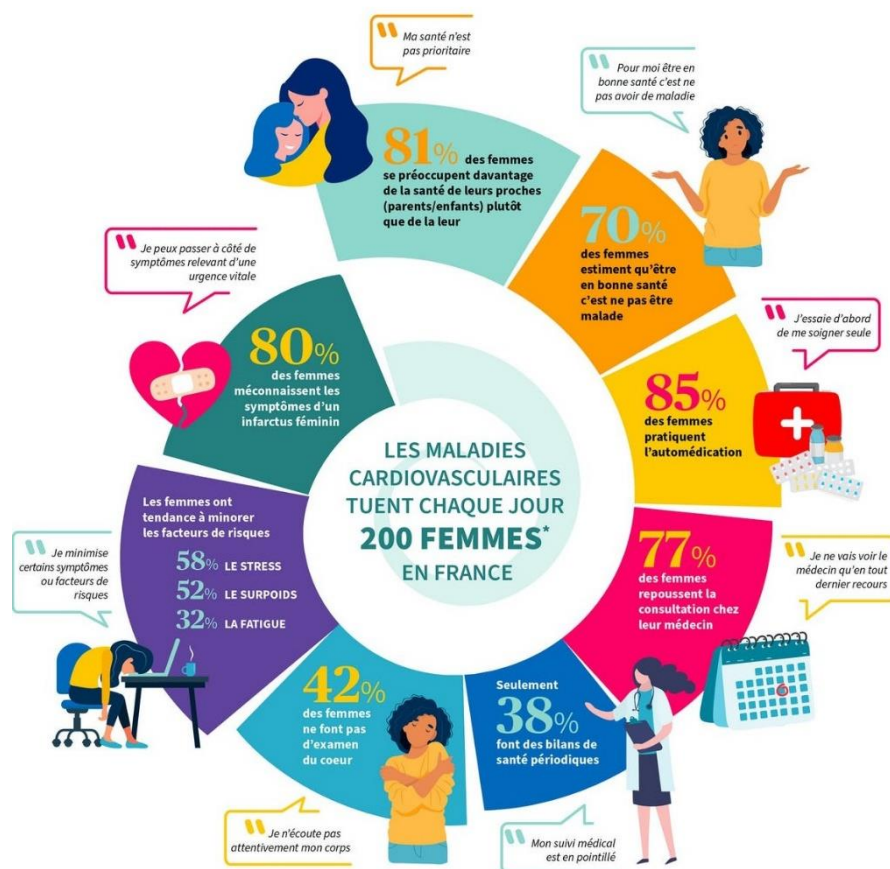 Ma santé n'est
pas prioritaire
81% des femmes
se préoccupent davantage
de la santé de leurs proches
(parents/enfants) plutôt
que de la leur
Pour moi être en
bonne santé c'est ne
pas avoir de maladie
70%
des femmes
estiment qu'être
en bonne santé
c'est ne pas être
malade
J'essaie d'abord
de me soigner seule
85%
des femmes
pratiquent
l'automédication
Je ne vais voir le
médecin qu'en tout
dernier recours
77%
des femmes
repoussent la
consultation chez
leur médecin
6
Seulement
38%
font des bilans de
santé périodiques
Mon suivi médical
est en pointillé
42%
des femmes
ne font pas
d'examen
du coeur
Je n'écoute pas
attentivement mon corps
Les femmes ont
tendance à minorer
les facteurs de risques
58% LE STRESS
52% LE SURPOIDS
32% LA FATIGUE
Je minimise
certains symptômes
ou facteurs de
risques
80%
des femmes
méconnaissent les
symptômes d'un
infarctus féminin
Je peux passer à côté de
symptômes relevant d'une
urgence vitale
LES MALADIES
CARDIOVASCULAIRES
TUENT CHAQUE JOUR
200 FEMMES*
EN FRANCE